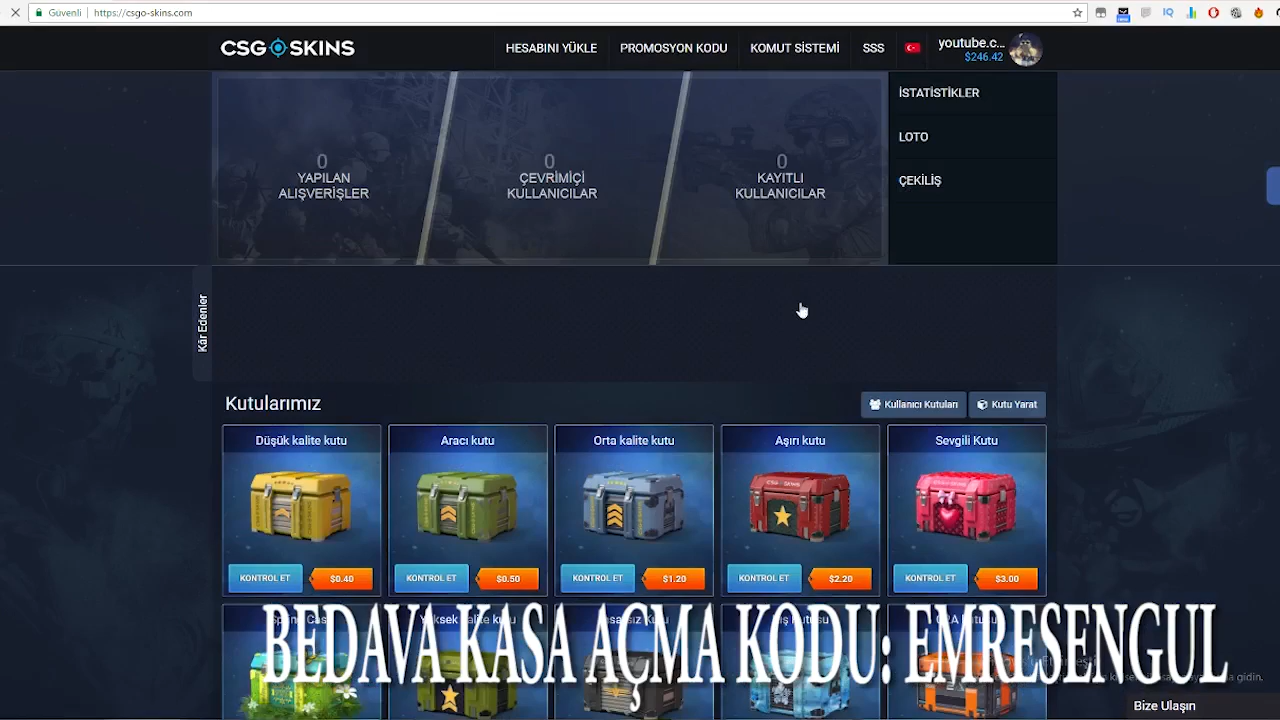 Güvenli
https://csgo-skins.com
CSG SKINS
HESABINI YÜKLE
PROMOSYON KODU
KOMUT SİSTEMİ
SSS
youtube.c...
$246.42
0
YAPILAN
ALIŞVERİŞLER
0
ÇEVRİMİÇİ
KULLANICILAR
0
KAYITLI
KULLANICILAR
İSTATİSTİKLER
LOTO
ÇEKİLİŞ
Kâr Edenler
Kutularımız
Kullanıcı Kutuları
Kutu Yarat
Düşük kalite kutu
Aracı kutu
Orta kalite kutu
Aşırı kutu
Sevgili Kutu
KONTROL ET
$0.40
KONTROL ET
$0.50
KONTROL ET
$1.20
KONTROL ET
$2.20
KONTROL ET
$3.00
BEDAVA KASA AÇMA KODU: EMRESENGUL
Bize Ulaşın